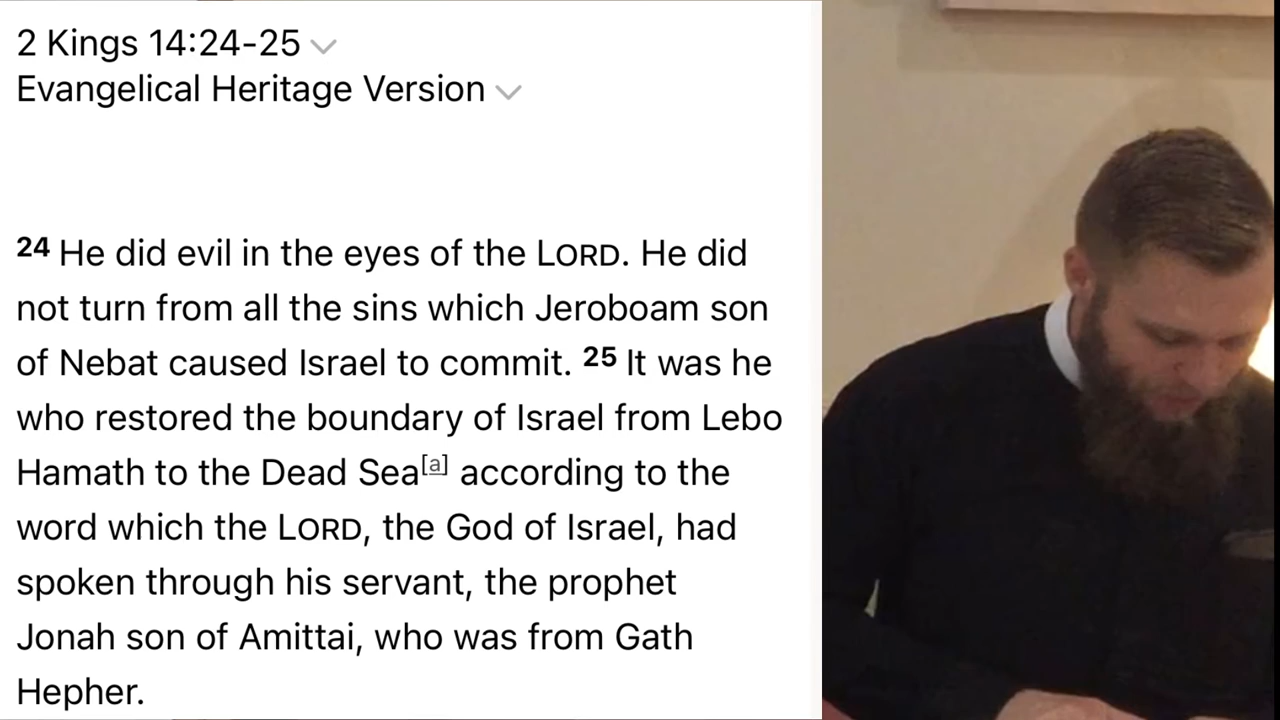 2 Kings 14:24-25
Evangelical Heritage Version
24 He did evil in the eyes of the LORD. He did
not turn from all the sins which Jeroboam son
of Nebat caused Israel to commit. 25 It was he
who restored the boundary of Israel from Lebo
Hamath to the Dead Sea[a] according to the
word which the LORD, the God of Israel, had
spoken through his servant, the prophet
Jonah son of Amittai, who was from Gath
Hepher.